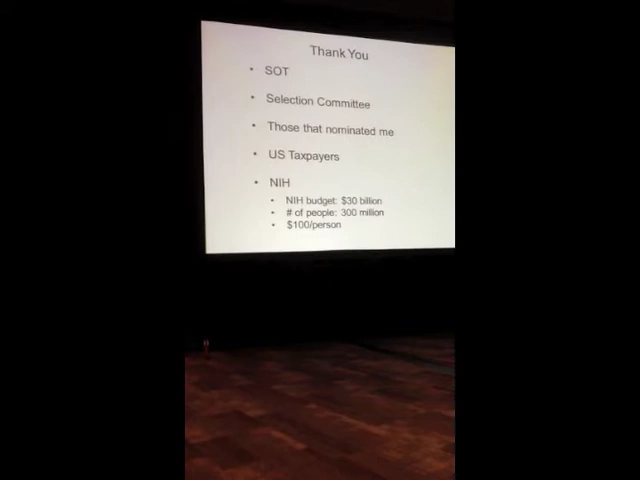 Thank You
• SOT
• Selection Committee
• Those that nominated me
• US Taxpayers
• NIH
• NIH budget: $30 billion
• # of people: 300 million
• $100/person